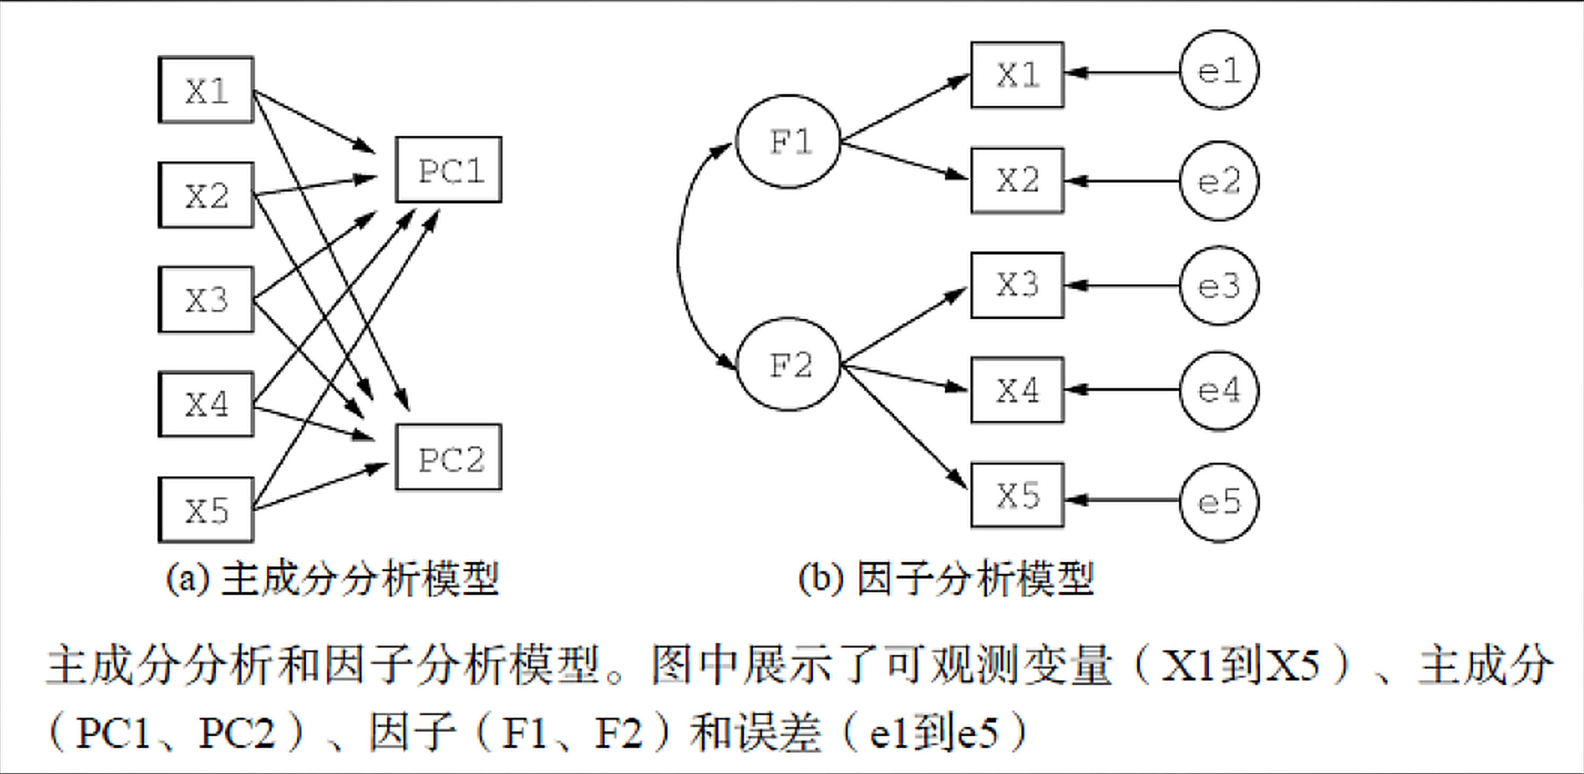 X1
X2
X3
X4
X5
PC1
PC2
(a) 主成分分析模型
F1
F2
X1
X2
X3
X4
X5
e1
e2
e3
e4
e5
(b) 因子分析模型
主成分分析和因子分析模型。图中展示了可观测变量（X1到X5）、主成分
（PC1、PC2）、因子（F1、F2）和误差（e1到e5）